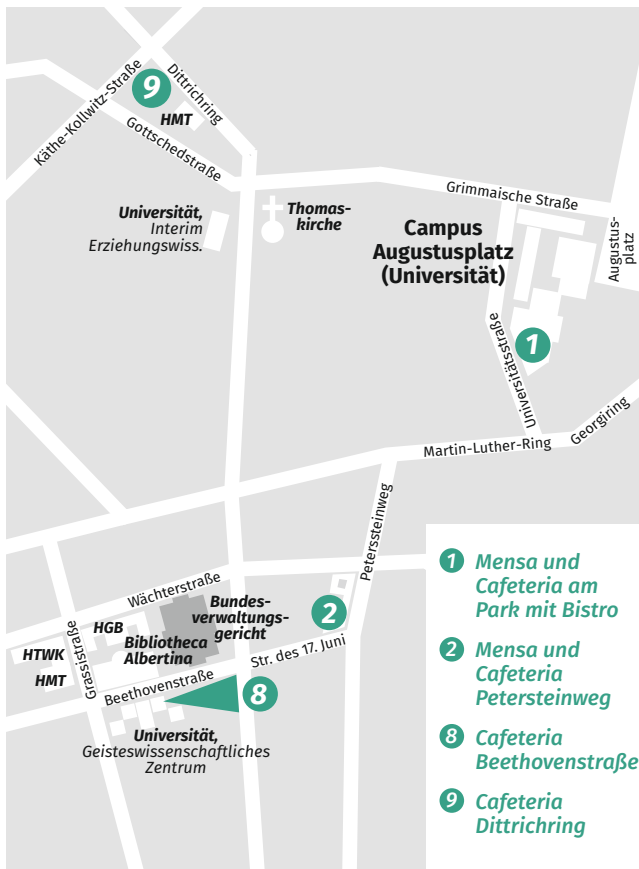 Käthe-Kollwitz-Straße
Dittrichring
9
HMT
Gottschedstraße
Grimmaische Straße
Universität,
Interim
Erziehungswiss.
Thomas-
kirche
Campus
Augustusplatz
(Universität)
Augustus-
platz
Universitätsstraße
1
Georgiring
Martin-Luther-Ring
Peterssteinweg
Wächterstraße
Bundes-
verwaltungs-
gericht
2
HGB
Bibliotheca
Albertina
HTWK
HMT
Grassistraße
Str. des 17. Juni
Beethovenstraße
8
Universität,
Geisteswissenschaftliches
Zentrum
1 Mensa und
Cafeteria am
Park mit Bistro
2 Mensa und
Cafeteria
Petersteinweg
8 Cafeteria
Beethovenstraße
9 Cafeteria
Dittrichring